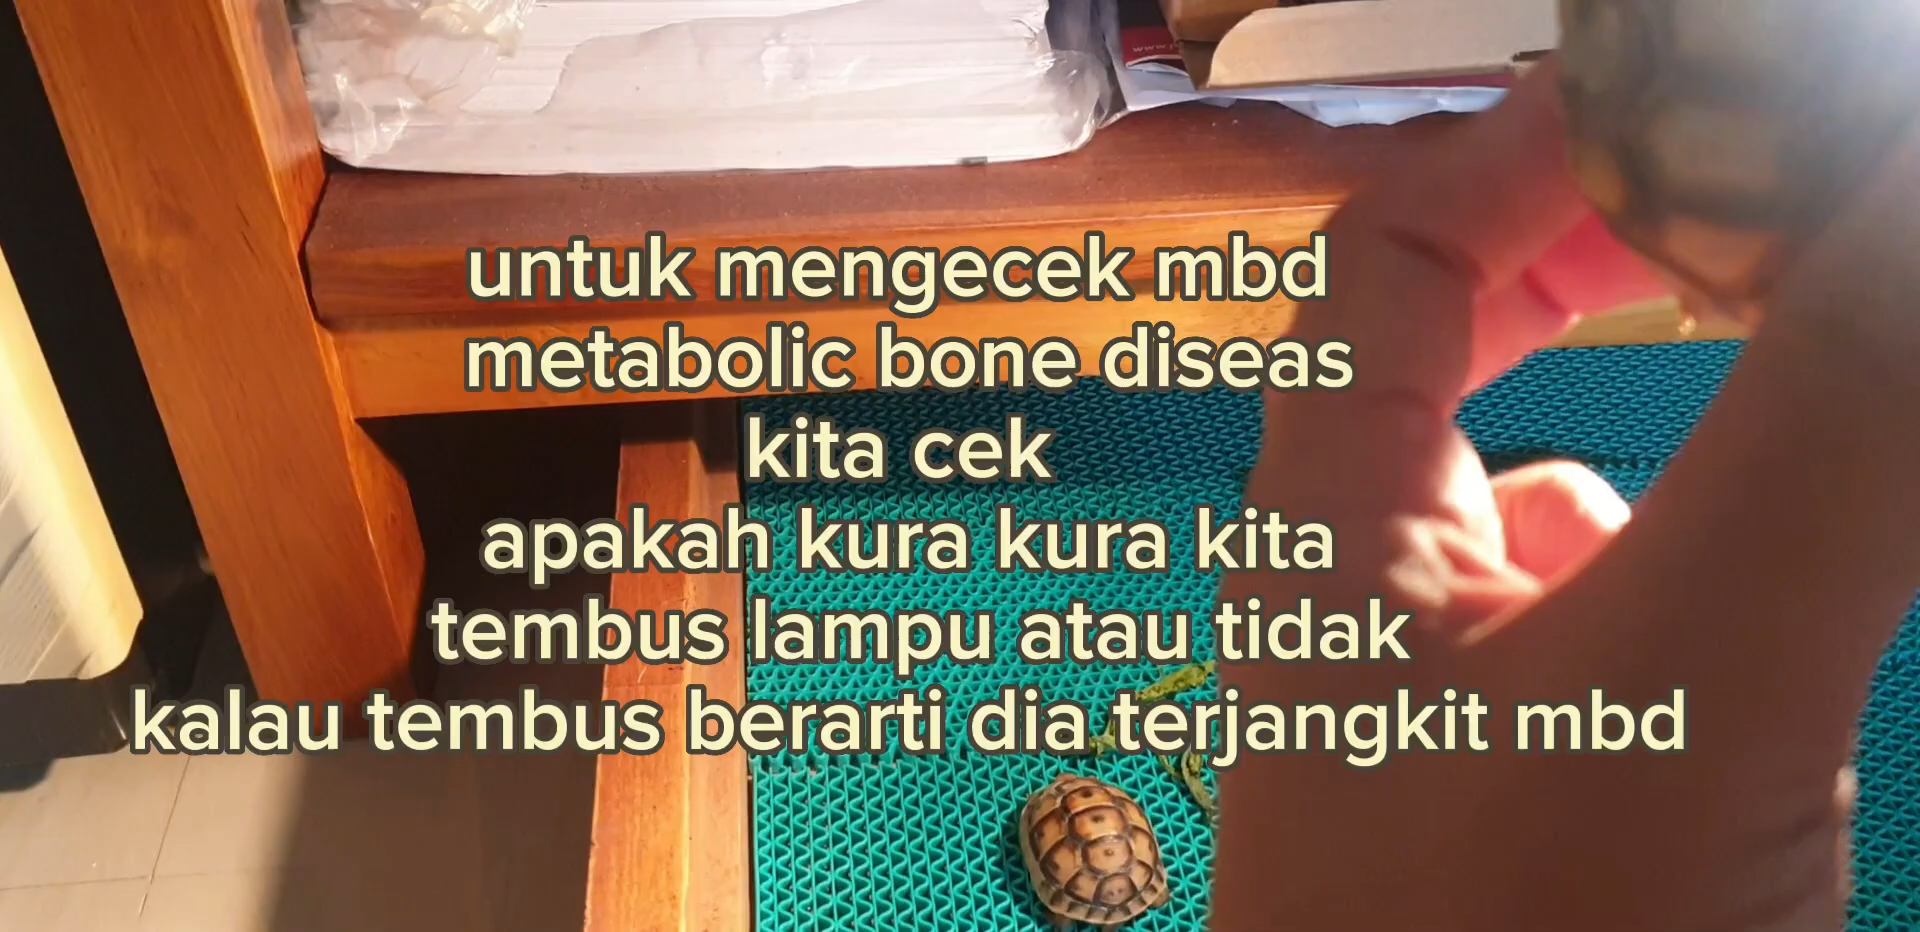 untuk mengecek mbd
metabolic bone diseas
kita cek
apakah kura kura kita
tembus lampu atau tidak
kalau tembus berarti dia terjangkit mbd